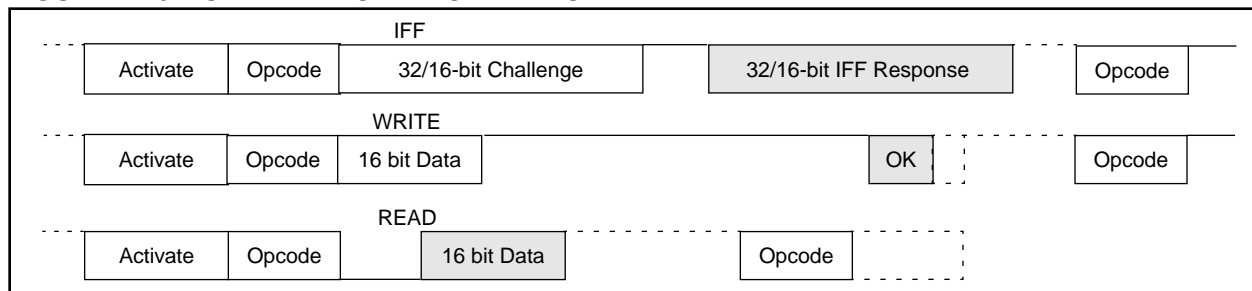 IFF
Activate Opcode 32/16-bit Challenge 32/16-bit IFF Response Opcode
WRITE
Activate Opcode 16 bit Data OK Opcode
READ
Activate Opcode 16 bit Data Opcode